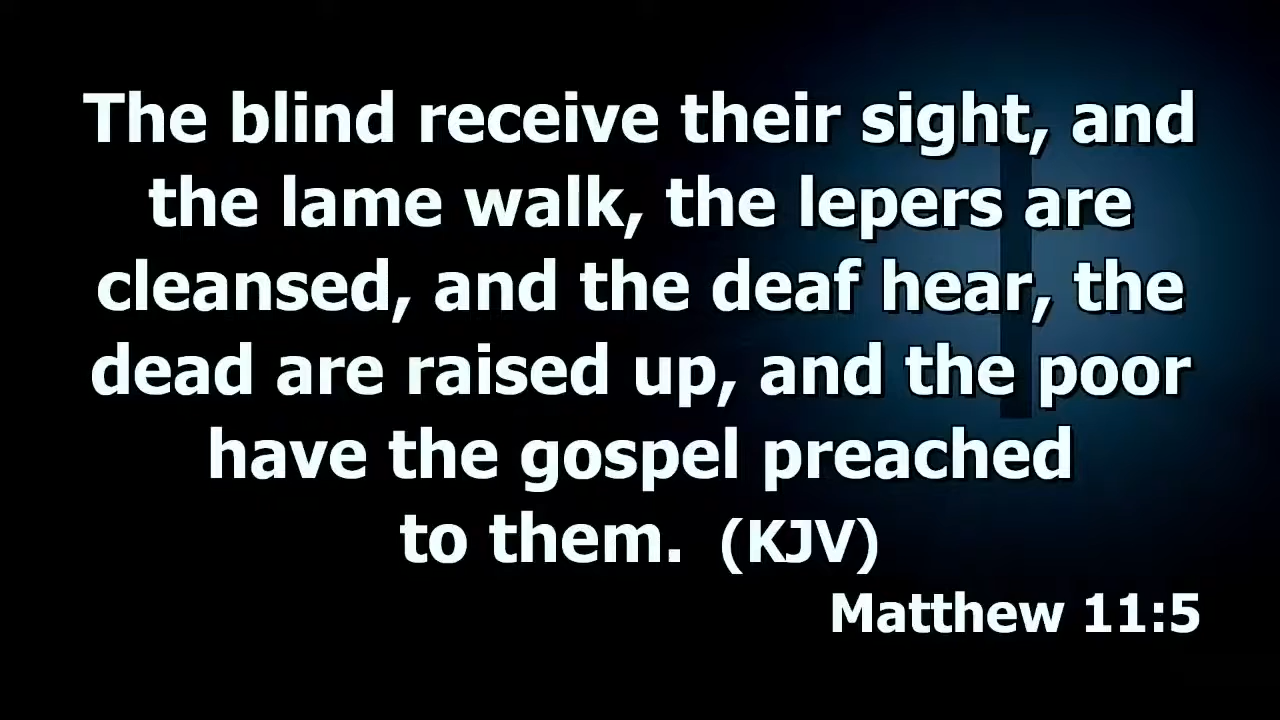 The blind receive their sight, and
the lame walk, the lepers are
cleansed, and the deaf hear, the
dead are raised up, and the poor
have the gospel preached
to them. (KJV)
Matthew 11:5